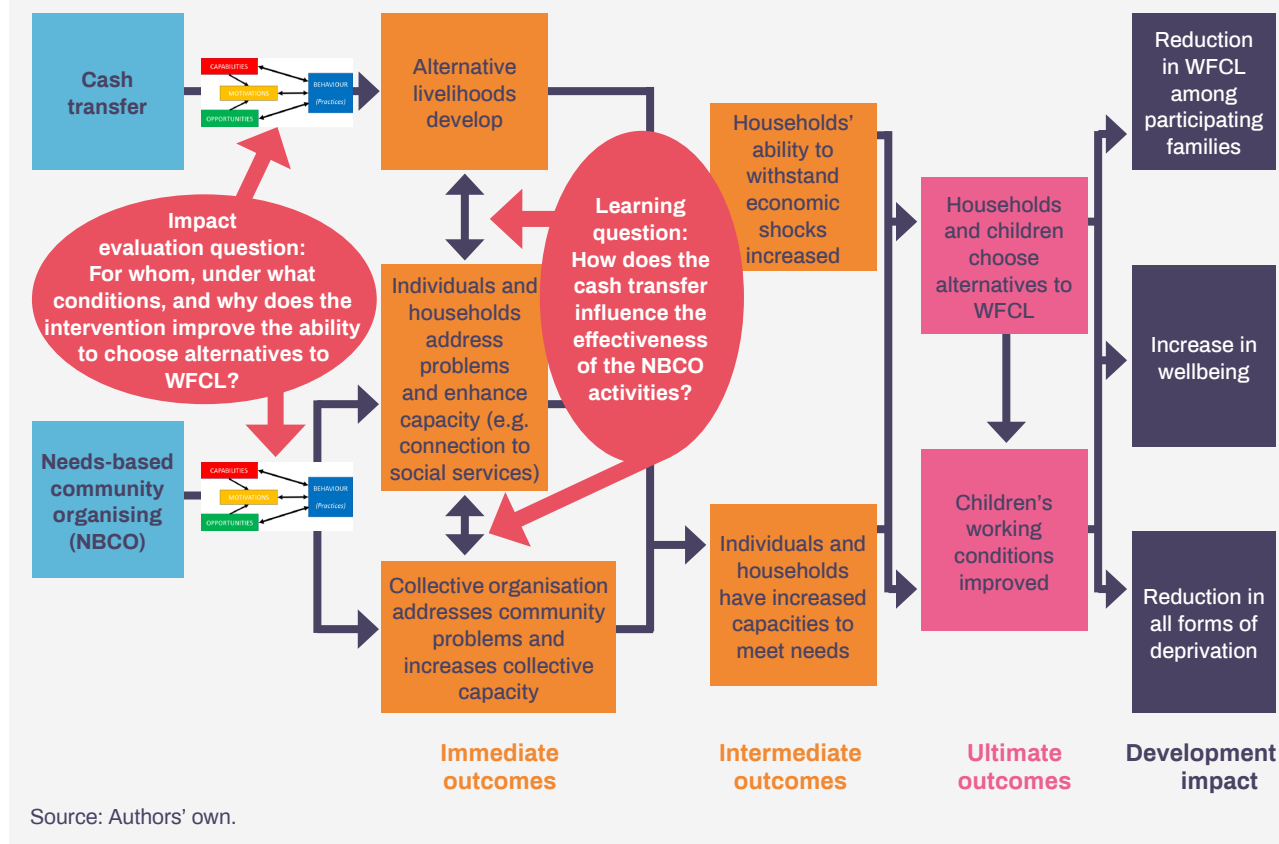 Cash
transfer
CAPABILITIES
MOTIVATIONS
OPPORTUNITIES
BEHAVIOUR
(Practices)
Alternative
livelihoods
develop
Households’
ability to
withstand
economic
shocks
increased
Reduction
in WFCL
among
participating
families
Impact
evaluation question:
For whom, under what
conditions, and why does the
intervention improve the ability
to choose alternatives to
WFCL?
Learning
question:
How does the
cash transfer
influence the
effectiveness
of the NBCO
activities?
Households
and children
choose
alternatives to
WFCL
Individuals and
households
address
problems
and enhance
capacity (e.g.
connection to
social services)
Increase in
wellbeing
Needs-based
community
organising
(NBCO)
CAPABILITIES
MOTIVATIONS
OPPORTUNITIES
BEHAVIOUR
(Practices)
Collective organisation
addresses community
problems and
increases collective
capacity
Individuals and
households
have increased
capacities to
meet needs
Children’s
working
conditions
improved
Reduction in
all forms of
deprivation
Immediate
outcomes
Intermediate
outcomes
Ultimate
outcomes
Development
impact
Source: Authors’ own.